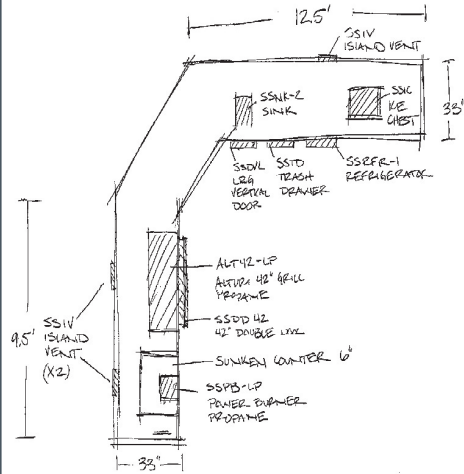 12.5'
SSIV
ISLAND VENT
SSNK-2
SINK
SSIC
ICE
CHEST
33"
SSDVL
LRG
VERTICAL
DOOR
SSTD
TRASH
DRAWER
SSRFR-1
REFRIGERATOR
9.5'
SSIV
ISLAND
VENT
(X2)
ALT42-LP
42" GRILL
PROPANE
SSDD 42
42" DOUBLE
SUNKEN COUNTER 6"
SSPB-LP
POWER BURNER
PROPANE
33"